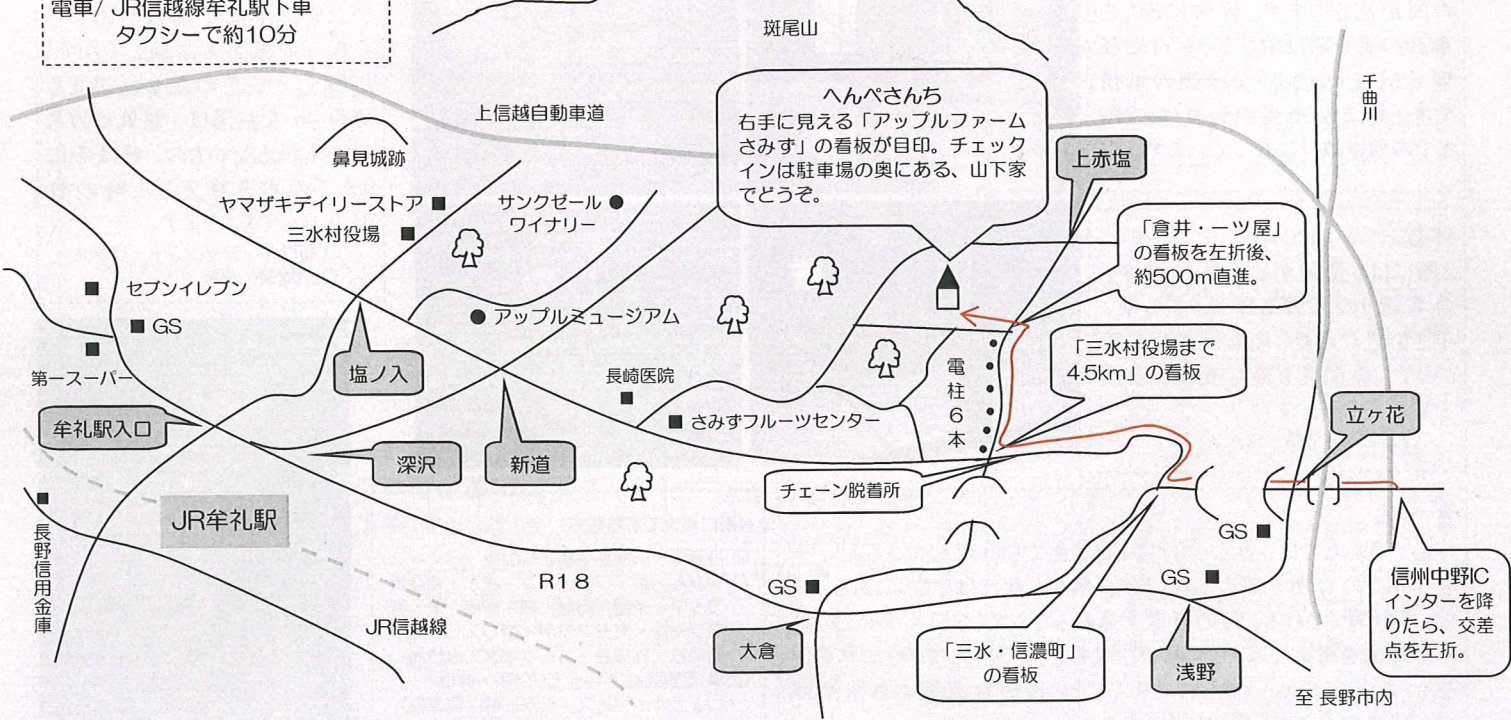 電車/ JR信越線牟礼駅下車
タクシーで約10分
斑尾山
千曲川
上信越自動車道
へんぺさんち
右手に見える「アップルファーム
さみず」の看板が目印。チェック
インは駐車場の奥にある、山下家
でどうぞ。
上赤塩
鼻見城跡
ヤマザキデイリーストア
サンクゼール
ワイナリー
三水村役場
「倉井・一ツ屋」
の看板を左折後、
約500m直進。
セブンイレブン
GS
アップルミュージアム
第一スーパー
塩ノ入
長崎医院
電柱6本
「三水村役場まで
4.5km」の看板
さみずフルーツセンター
立ヶ花
牟礼駅入口
深沢
新道
チェーン脱着所
JR牟礼駅
長野信用金庫
GS
R18
GS
GS
信州中野IC
インターを降
りたら、交差
点を左折。
JR信越線
大倉
「三水・信濃町」
の看板
浅野
至 長野市内